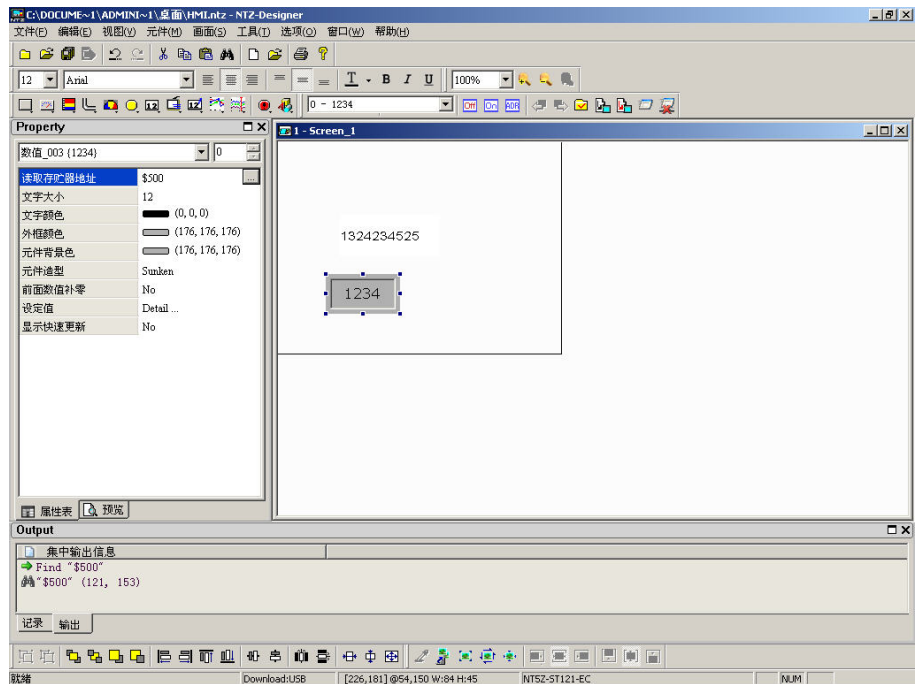 C:\DOCUME~1\ADMINI~1\桌面\HMI.ntz - NTZ-Designer
文件(F) 编辑(E) 视图(V) 元件(M) 画面(S) 工具(T) 选项(O) 窗口(W) 帮助(H)
12 Arial T B I U 100%
0 ~ 1234 Off On ADR
Property
数值_003 {1234} 0
读取存贮器地址 $500 ...
文字大小 12
文字颜色 (0, 0, 0)
外框颜色 (176, 176, 176)
元件背景色 (176, 176, 176)
元件造型 Sunken
前面数值补零 No
设定值 Detail ...
显示快速更新 No
属性表 预览
1 - Screen_1
1324234525
1234
Output
集中输出信息
Find "$500"
"$500" (121, 153)
记录 输出
就绪 Download:USB [226,181] @54,150 W:84 H:45 NT5Z-ST121-EC NUM